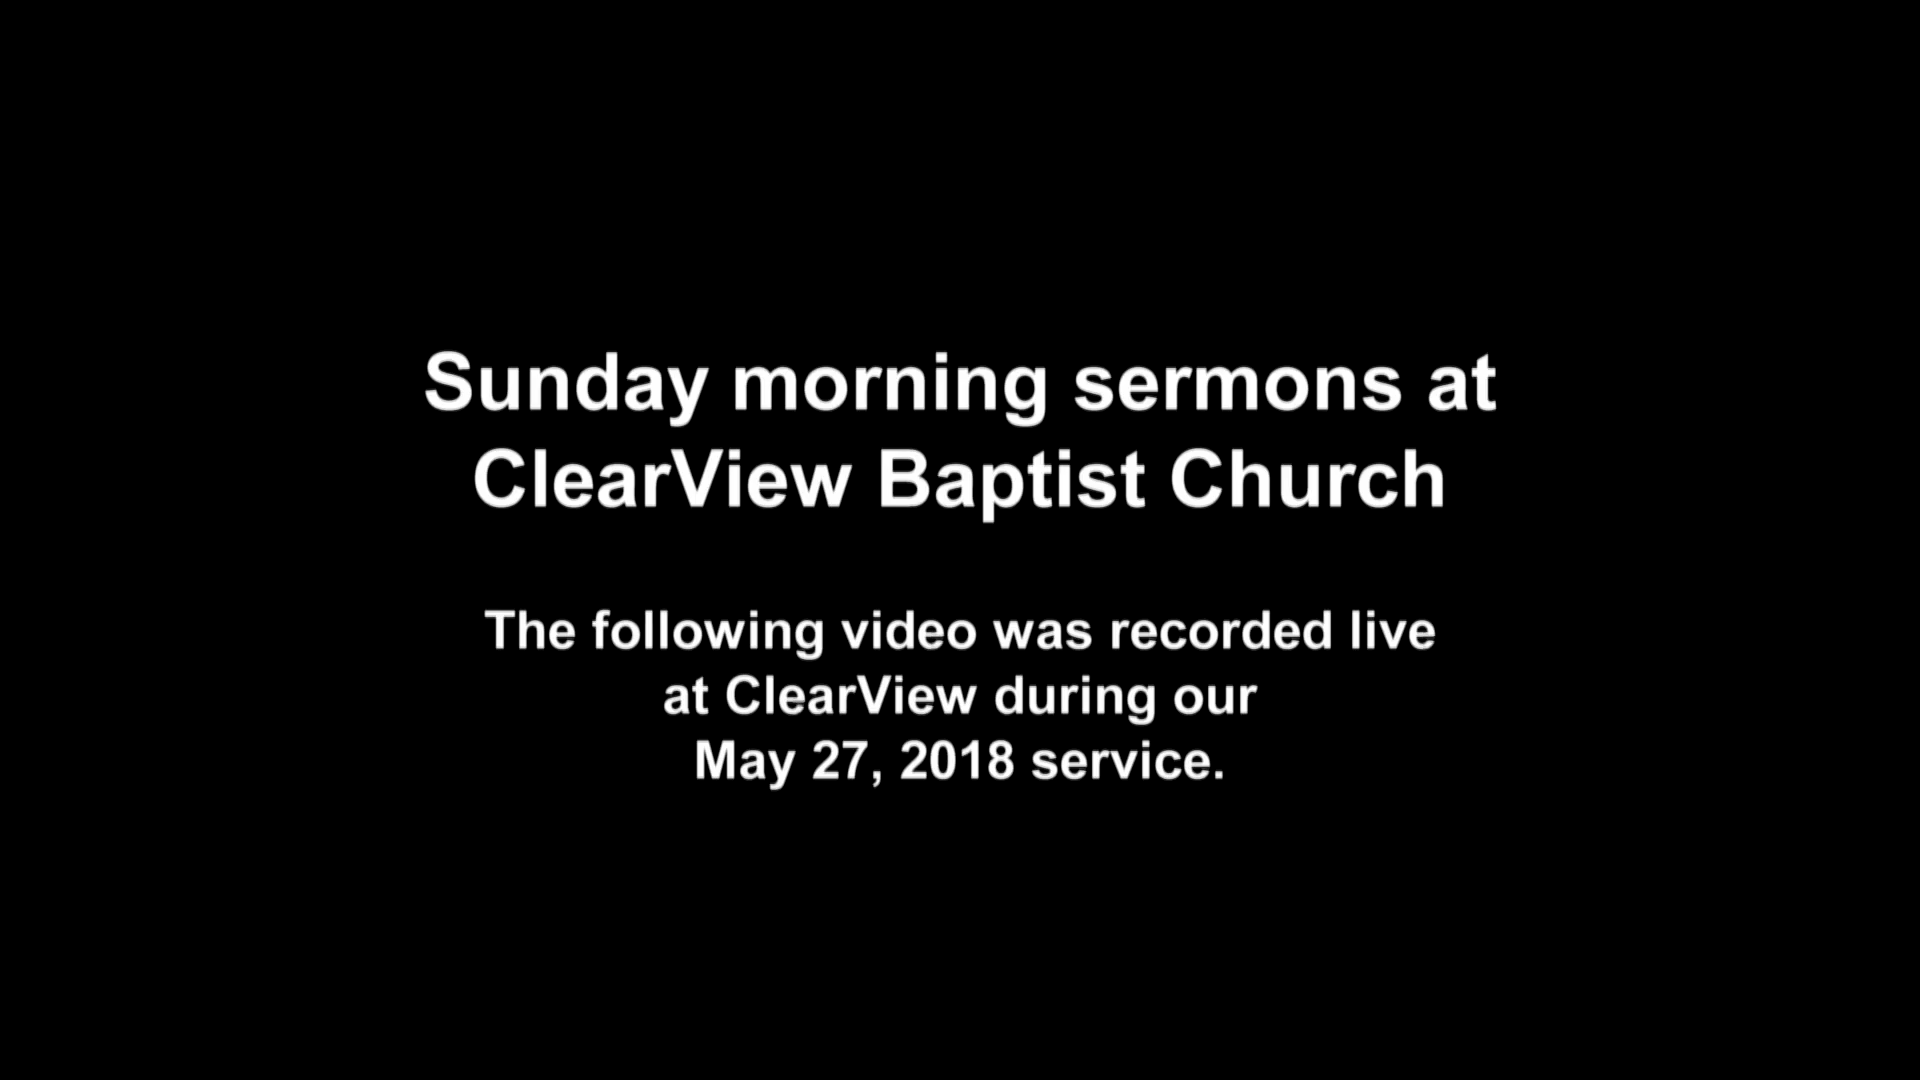 Sunday morning sermons at
ClearView Baptist Church
The following video was recorded live
at ClearView during our
May 27, 2018 service.